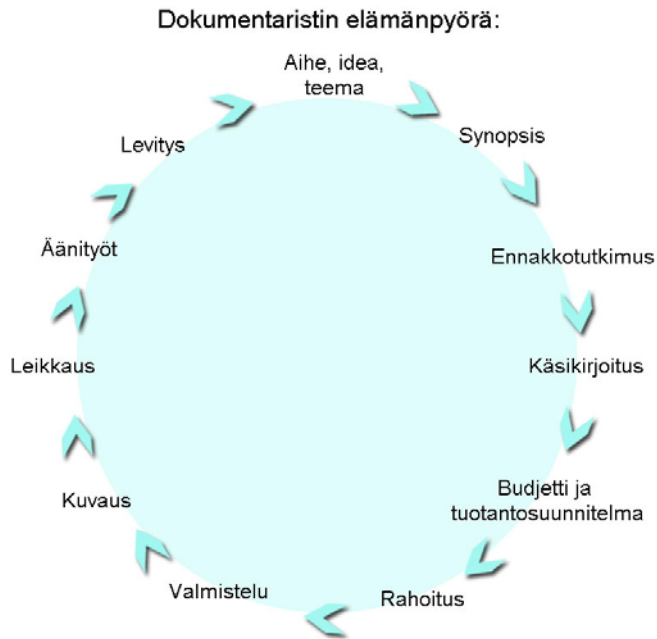 Dokumentaristin elämänpyörä:
Aihe, idea,
teema
Synopsis
Ennakkotutkimus
Käsikirjoitus
Budjetti ja
tuotantosuunnitelma
Rahoitus
Valmistelu
Kuvaus
Leikkaus
Äänityöt
Levitys